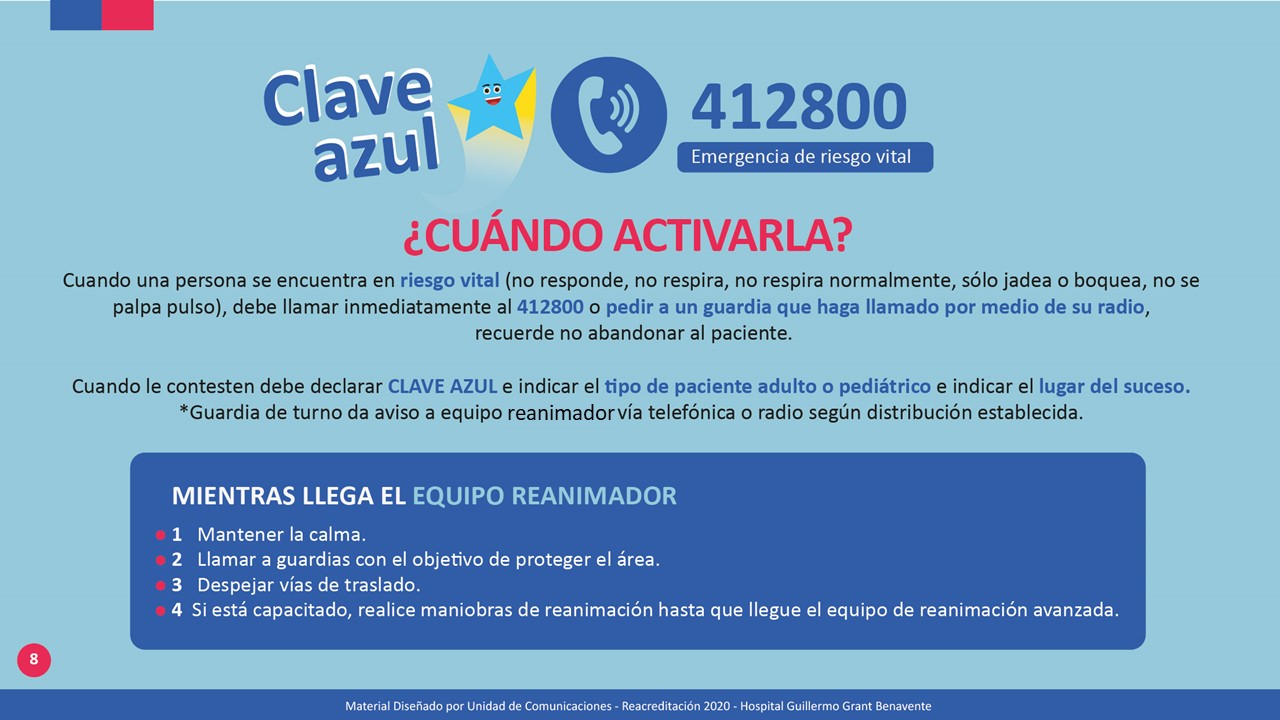 Clave
azul
412800
Emergencia de riesgo vital
¿CUÁNDO ACTIVARLA?
Cuando una persona se encuentra en riesgo vital (no responde, no respira, no respira normalmente, sólo jadea o boquea, no se
palpa pulso), debe llamar inmediatamente al 412800 o pedir a un guardia que haga llamado por medio de su radio,
recuerde no abandonar al paciente.
Cuando le contesten debe declarar CLAVE AZUL e indicar el tipo de paciente adulto o pediátrico e indicar el lugar del suceso.
*Guardia de turno da aviso a equipo reanimador vía telefónica o radio según distribución establecida.
MIENTRAS LLEGA EL EQUIPO REANIMADOR
1 Mantener la calma.
2 Llamar a guardias con el objetivo de proteger el área.
3 Despejar vías de traslado.
4 Si está capacitado, realice maniobras de reanimación hasta que llegue el equipo de reanimación avanzada.
8
Material Diseñado por Unidad de Comunicaciones - Reacreditación 2020 - Hospital Guillermo Grant Benavente